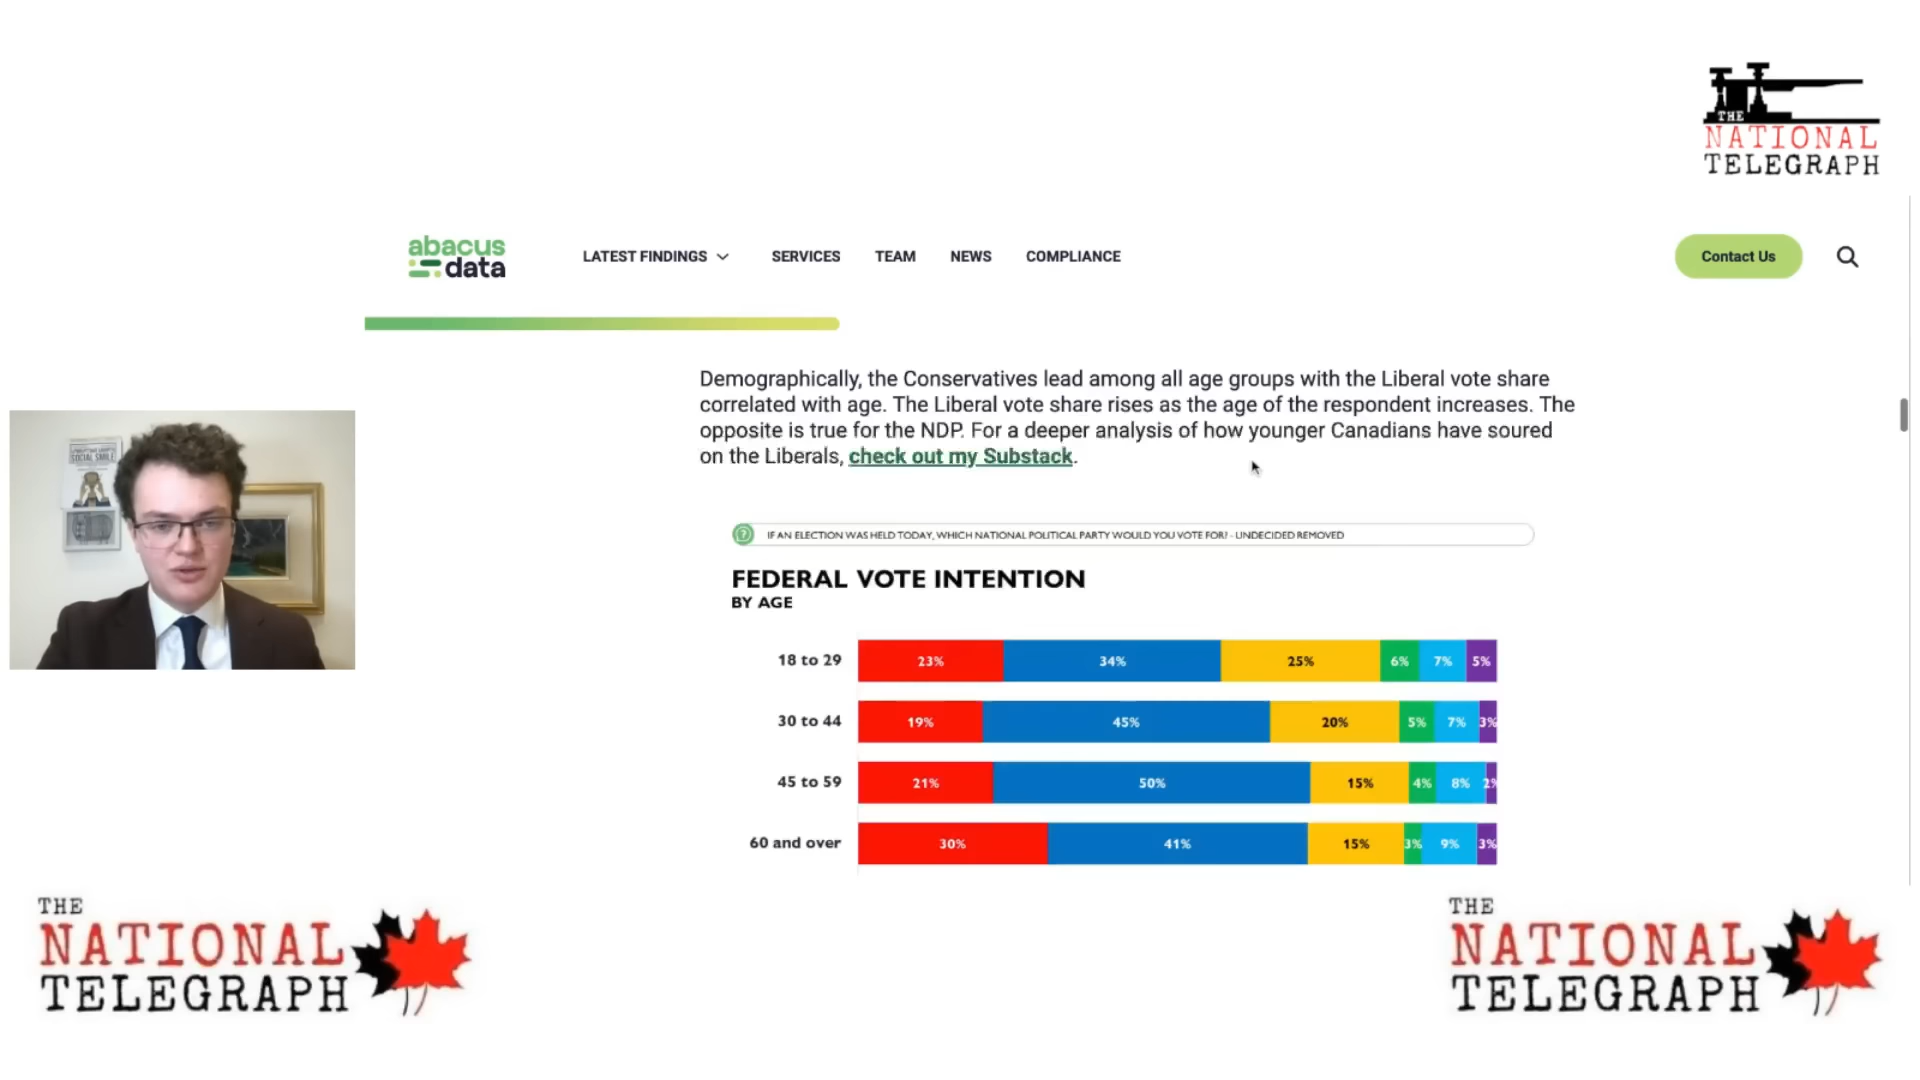 THE
NATIONAL
TELEGRAPH
abacus
data
LATEST FINDINGS
SERVICES
TEAM
NEWS
COMPLIANCE
Contact Us
Demographically, the Conservatives lead among all age groups with the Liberal vote share
correlated with age. The Liberal vote share rises as the age of the respondent increases. The
opposite is true for the NDP. For a deeper analysis of how younger Canadians have soured
on the Liberals, check out my Substack.
SOCIAL SMILE
IF AN ELECTION WAS HELD TODAY, WHICH NATIONAL POLITICAL PARTY WOULD YOU VOTE FOR? - UNDECIDED REMOVED
FEDERAL VOTE INTENTION
BY AGE
18 to 29 23% 34% 25% 6% 7% 5%
30 to 44 19% 45% 20% 5% 7% 3%
45 to 59 21% 50% 15% 4% 8% 2%
60 and over 30% 41% 15% 3% 9% 3%
THE
NATIONAL
TELEGRAPH
THE
NATIONAL
TELEGRAPH